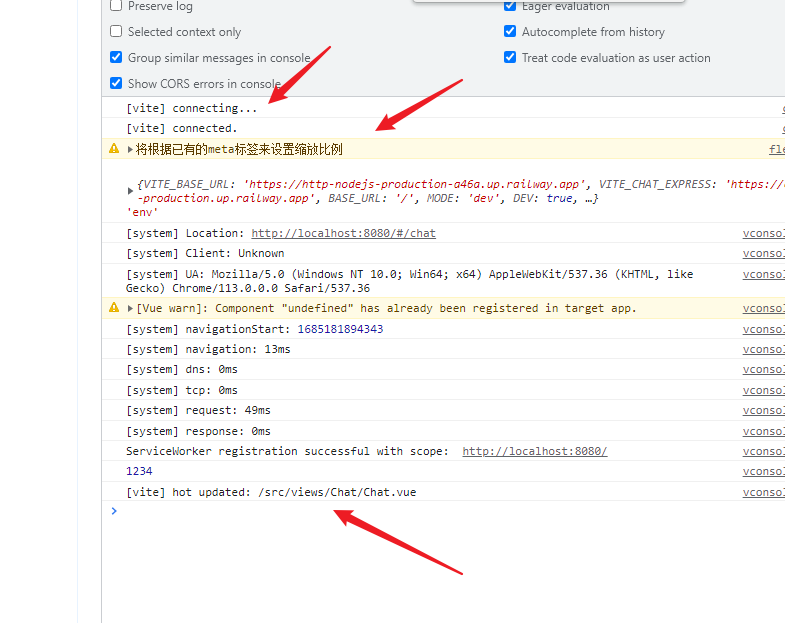 Preserve log
Eager evaluation
Selected context only
Autocomplete from history
Group similar messages in console
Treat code evaluation as user action
Show CORS errors in console
[vite] connecting...
[vite] connected.
将根据已有的meta标签来设置缩放比例
fle
{VITE_BASE_URL: 'https://http-nodejs-production-a46a.up.railway.app', VITE_CHAT_EXPRESS: 'https://
-production.up.railway.app', BASE_URL: '/', MODE: 'dev', DEV: true, …}
'env'
[system] Location: http://localhost:8080/#/chat
vconsol
[system] Client: Unknown
vconsol
[system] UA: Mozilla/5.0 (Windows NT 10.0; Win64; x64) AppleWebKit/537.36 (KHTML, like
vconsol
Gecko) Chrome/113.0.0.0 Safari/537.36
[Vue warn]: Component "undefined" has already been registered in target app.
vconsol
[system] navigationStart: 1685181894343
vconsol
[system] navigation: 13ms
vconsol
[system] dns: 0ms
vconsol
[system] tcp: 0ms
vconsol
[system] request: 49ms
vconsol
[system] response: 0ms
vconsol
ServiceWorker registration successful with scope: http://localhost:8080/
vconsol
1234
vconsol
[vite] hot updated: /src/views/Chat/Chat.vue
vconsol